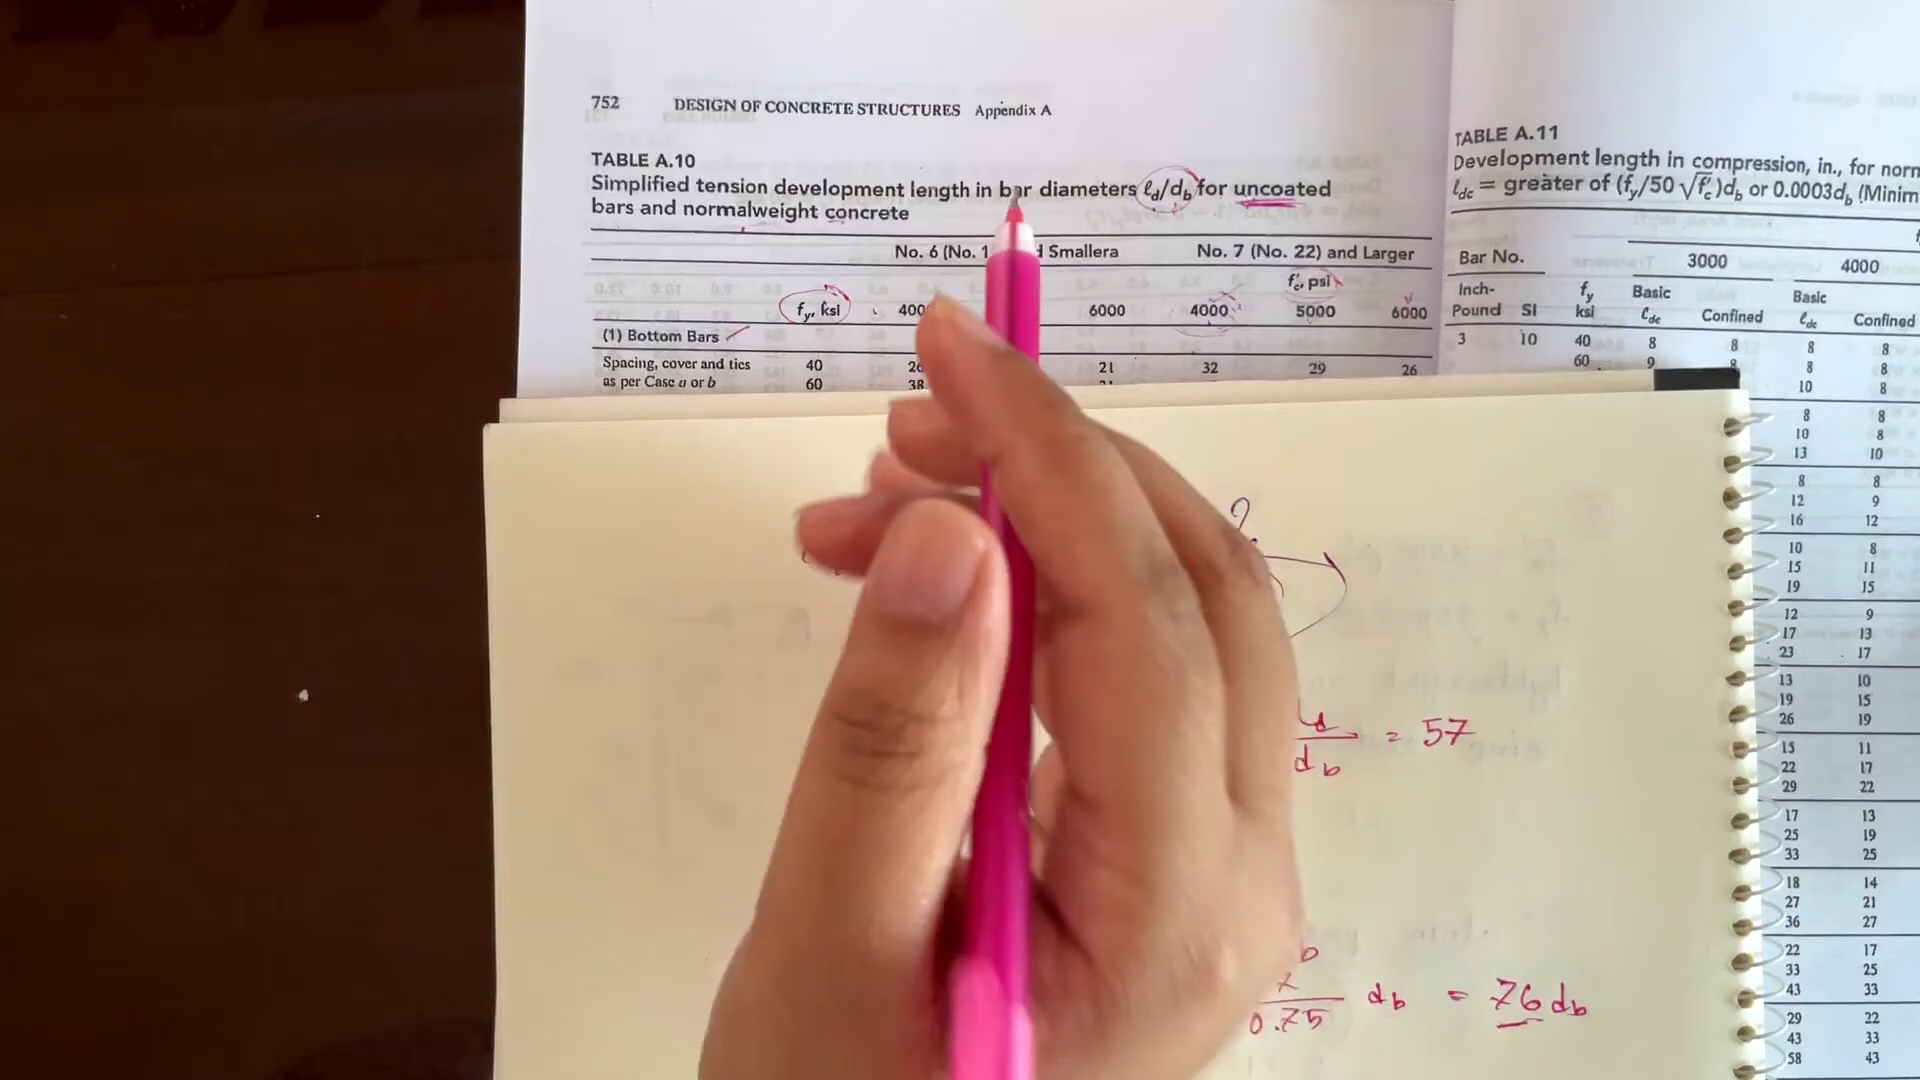 752 DESIGN OF CONCRETE STRUCTURES Appendix A
TABLE A.10
Simplified tension development length in bar diameters ℓd/db for uncoated
bars and normalweight concrete
No. 6 (No. 1 Smallera No. 7 (No. 22) and Larger
f′c, psi
fy, ksi 400 6000 4000 5000 6000
(1) Bottom Bars
Spacing, cover and ties 40 26 21 32 29 26
as per Case a or b 60 38
TABLE A.11
Development length in compression, in., for norm
ℓdc = greater of (fy/50 √f′c)db or 0.0003db (Minim
3000 4000
Bar No.
Inch- fy Basic Basic
Pound SI ksi ℓdc Confined ℓdc Confined
3 10 40 8 8 8 8
60 9 8 8 8
10 8
8 8
10 8
13 10
8 8
12 9
16 12
10 8
15 11
19 15
12 9
17 13
23 17
13 10
19 15
26 19
15 11
22 17
29 22
17 13
25 19
33 25
18 14
27 21
36 27
22 17
33 25
43 33
29 22
43 33
58 43
?
ld
db = 57
b
0.75 db = 76 db